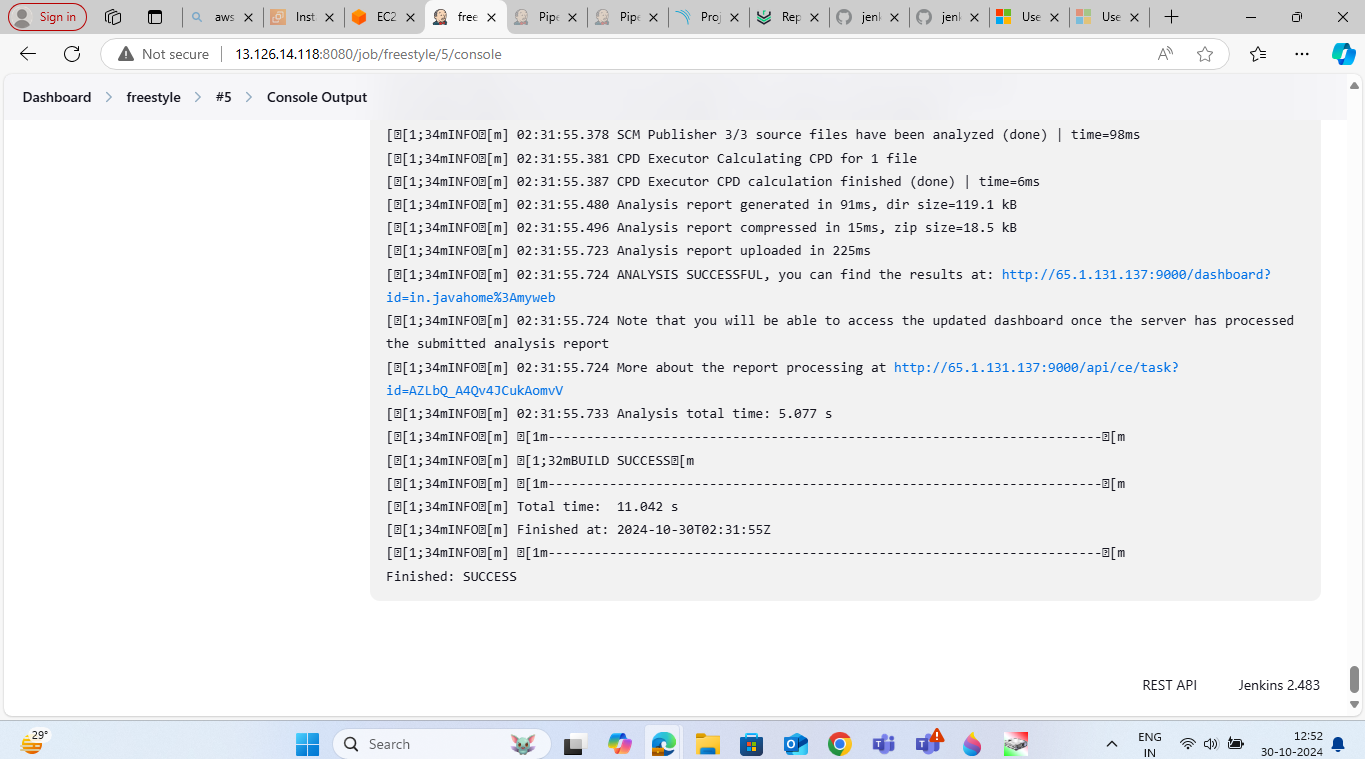 Sign in
aws
Inst
EC2
free
Pipe
Pipe
Proj
Rep
jenk
jenk
Use
Use
Not secure 13.126.14.118:8080/job/freestyle/5/console
Dashboard > freestyle > #5 > Console Output
[␛[1;34mINFO␛[m] 02:31:55.378 SCM Publisher 3/3 source files have been analyzed (done) | time=98ms
[␛[1;34mINFO␛[m] 02:31:55.381 CPD Executor Calculating CPD for 1 file
[␛[1;34mINFO␛[m] 02:31:55.387 CPD Executor CPD calculation finished (done) | time=6ms
[␛[1;34mINFO␛[m] 02:31:55.480 Analysis report generated in 91ms, dir size=119.1 kB
[␛[1;34mINFO␛[m] 02:31:55.496 Analysis report compressed in 15ms, zip size=18.5 kB
[␛[1;34mINFO␛[m] 02:31:55.723 Analysis report uploaded in 225ms
[␛[1;34mINFO␛[m] 02:31:55.724 ANALYSIS SUCCESSFUL, you can find the results at: http://65.1.131.137:9000/dashboard?
id=in.javahome%3Amyweb
[␛[1;34mINFO␛[m] 02:31:55.724 Note that you will be able to access the updated dashboard once the server has processed
the submitted analysis report
[␛[1;34mINFO␛[m] 02:31:55.724 More about the report processing at http://65.1.131.137:9000/api/ce/task?
id=AZLbQ_A4Qv4JCukAomvV
[␛[1;34mINFO␛[m] 02:31:55.733 Analysis total time: 5.077 s
[␛[1;34mINFO␛[m] ␛[1m------------------------------------------------------------------------␛[m
[␛[1;34mINFO␛[m] ␛[1;32mBUILD SUCCESS␛[m
[␛[1;34mINFO␛[m] ␛[1m------------------------------------------------------------------------␛[m
[␛[1;34mINFO␛[m] Total time:  11.042 s
[␛[1;34mINFO␛[m] Finished at: 2024-10-30T02:31:55Z
[␛[1;34mINFO␛[m] ␛[1m------------------------------------------------------------------------␛[m
Finished: SUCCESS
REST API Jenkins 2.483
29°
Search
ENG
IN
12:52
30-10-2024